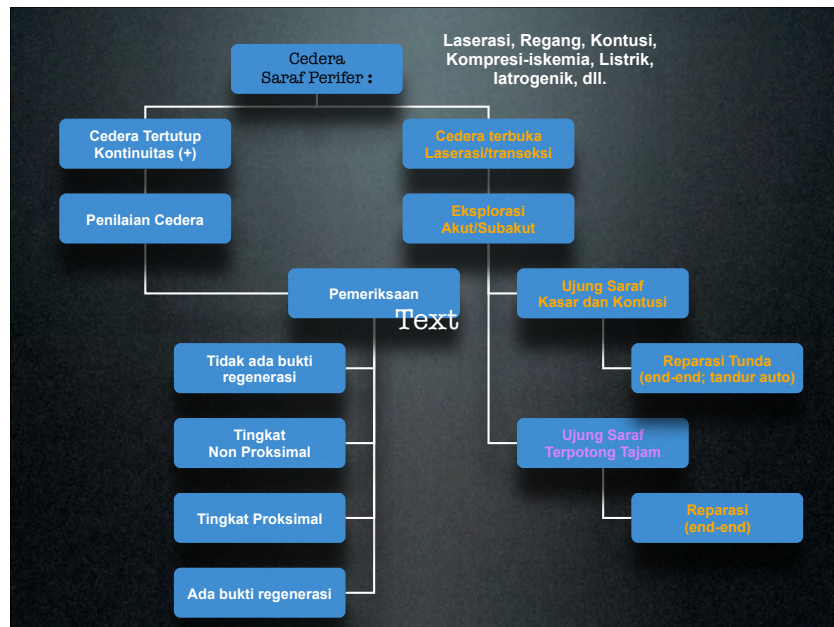 Cedera
Saraf Perifer :
Laserasi, Regang, Kontusi,
Kompresi-iskemia, Listrik,
Iatrogenik, dll.
Cedera Tertutup
Kontinuitas (+)
Cedera terbuka
Laserasi/transeksi
Penilaian Cedera
Eksplorasi
Akut/Subakut
Pemeriksaan
Text
Ujung Saraf
Kasar dan Kontusi
Tidak ada bukti
regenerasi
Reparasi Tunda
(end-end; tandur auto)
Tingkat
Non Proksimal
Ujung Saraf
Terpotong Tajam
Tingkat Proksimal
Reparasi
(end-end)
Ada bukti regenerasi